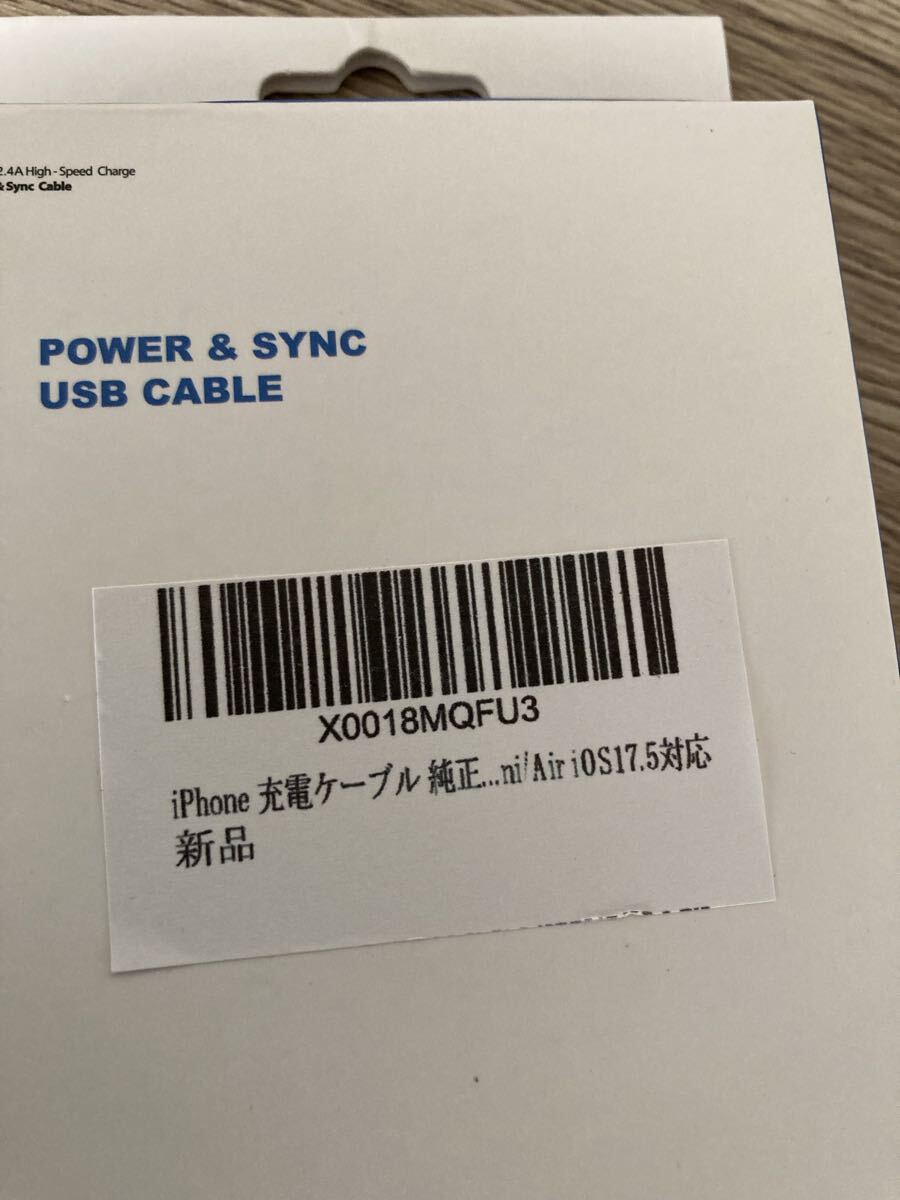 2.4A High-Speed Charge
& Sync Cable
POWER & SYNC
USB CABLE
X0018MQFU3
iPhone 充電ケーブル 純正...ni/Air iOS17.5対応
新品